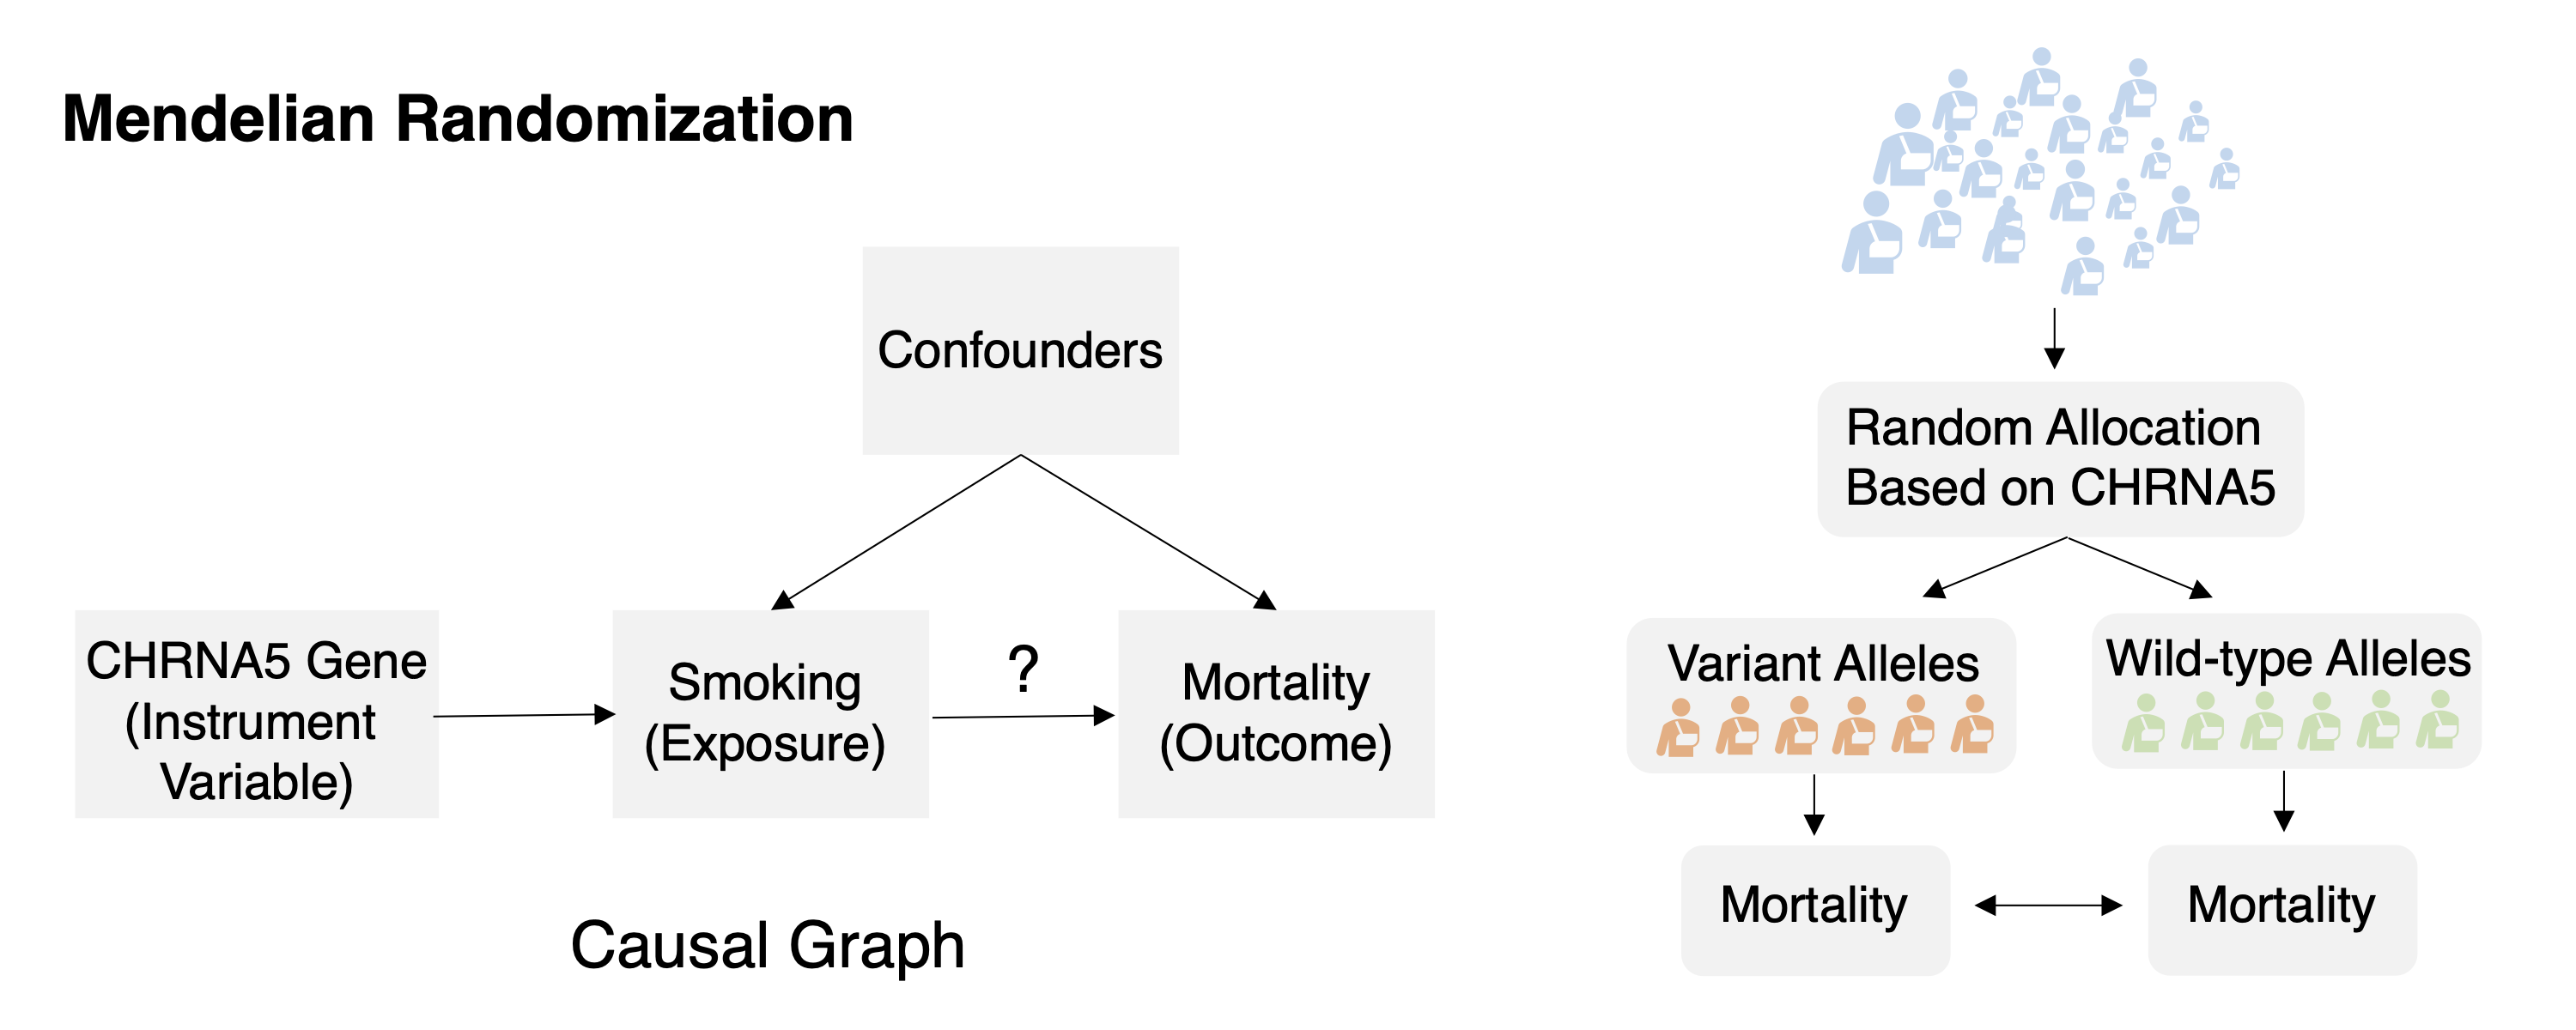 Mendelian Randomization
Confounders
CHRNA5 Gene
(Instrument
Variable)
Smoking
(Exposure)
?
Mortality
(Outcome)
Causal Graph
Random Allocation
Based on CHRNA5
Variant Alleles
Wild-type Alleles
Mortality
Mortality